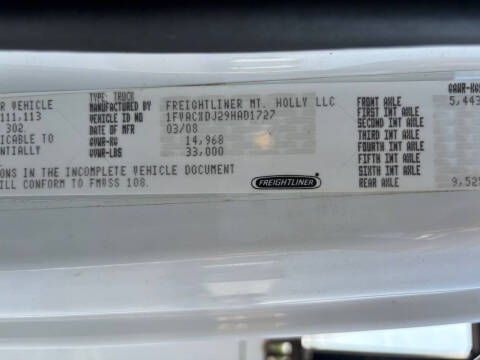 TYPE: TRUCK
R VEHICLE MANUFACTURED BY FREIGHTLINER MT. HOLLY LLC
111,113 VEHICLE ID NO 1FVACXDJ29HAD1727
302. DATE OF MFR 03/08
ICABLE TO GVWR-KG 14,968
NTIALLY GVWR-LBS 33,000
ONS IN THE INCOMPLETE VEHICLE DOCUMENT
ILL CONFORM TO FMVSS 108.
FREIGHTLINER
GAWR-KG
FRONT AXLE 5,443
FIRST INT AXLE
SECOND INT AXLE
THIRD INT AXLE
FOURTH INT AXLE
FIFTH INT AXLE
SIXTH INT AXLE
REAR AXLE 9,525